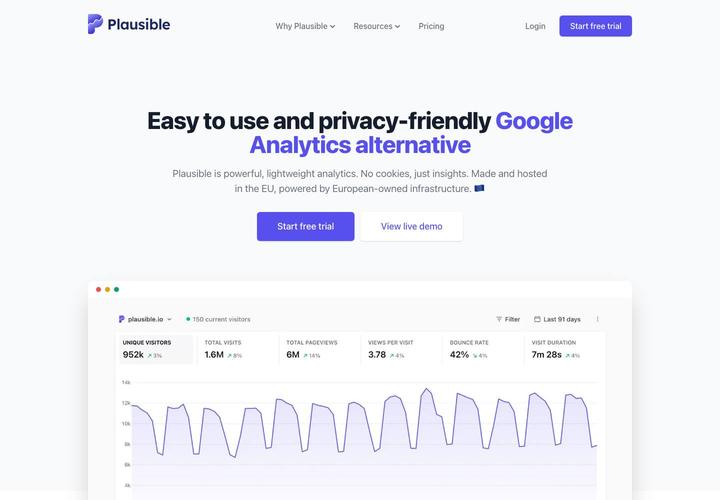 Plausible
Why Plausible
Resources
Pricing
Login
Start free trial
Easy to use and privacy-friendly Google
Analytics alternative
Plausible is powerful, lightweight analytics. No cookies, just insights. Made and hosted
in the EU, powered by European-owned infrastructure.
Start free trial
View live demo
plausible.io
150 current visitors
Filter
Last 91 days
UNIQUE VISITORS
952k 3%
TOTAL VISITS
1.6M 8%
TOTAL PAGEVIEWS
6M 14%
VIEWS PER VISIT
3.78 4%
BOUNCE RATE
42% 4%
VISIT DURATION
7m 28s 4%
14k
12k
10k
8k
6k
4k